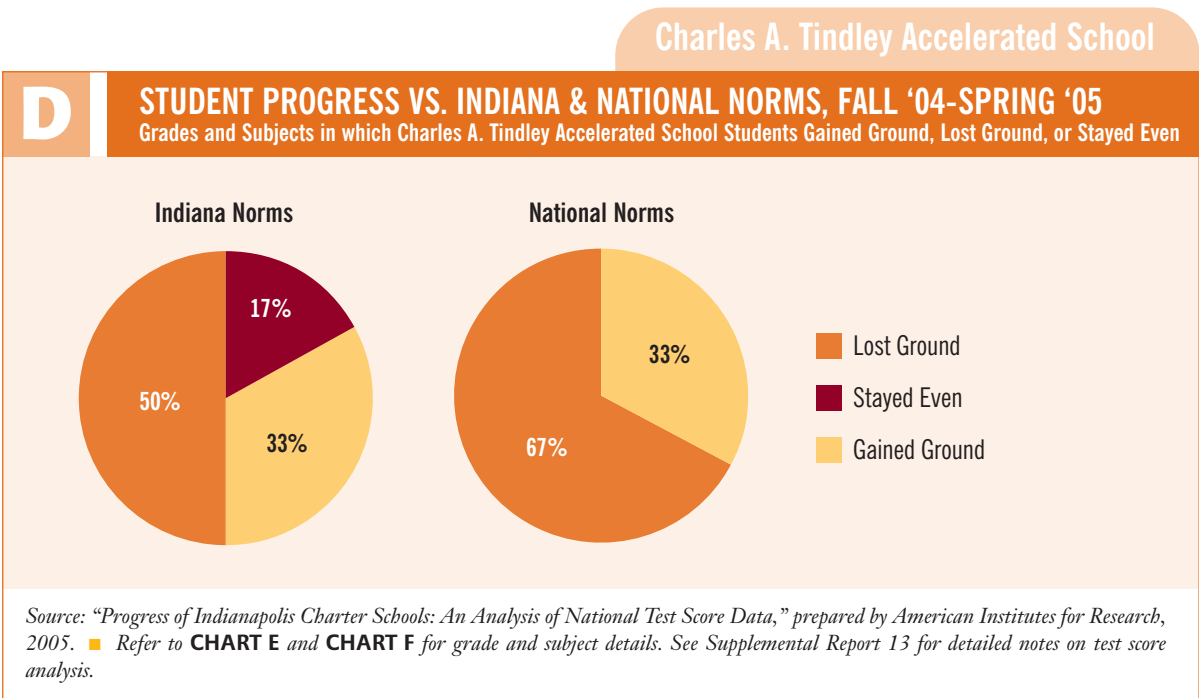 Charles A. Tindley Accelerated School
D
STUDENT PROGRESS VS. INDIANA & NATIONAL NORMS, FALL ‘04-SPRING ‘05
Grades and Subjects in which Charles A. Tindley Accelerated School Students Gained Ground, Lost Ground, or Stayed Even
Indiana Norms
17%
50%
33%
National Norms
33%
67%
Lost Ground
Stayed Even
Gained Ground
Source: “Progress of Indianapolis Charter Schools: An Analysis of National Test Score Data,” prepared by American Institutes for Research,
2005. ■ Refer to CHART E and CHART F for grade and subject details. See Supplemental Report 13 for detailed notes on test score
analysis.